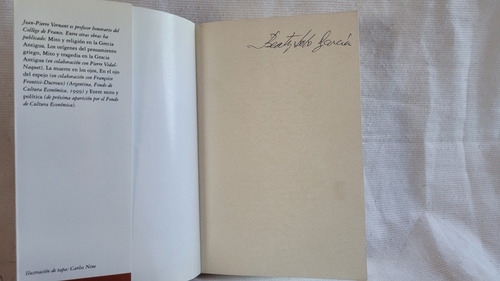 Jean-Pierre Vernant es profesor honorario del
Collège de France. Entre otras obras ha
publicado: Mito y religión en la Grecia
Antigua, Los orígenes del pensamiento
griego, Mito y tragedia en la Grecia
Antigua (en colaboración con Pierre Vidal-
Naquet), La muerte en los ojos, En el ojo
del espejo (en colaboración con Françoise
Frontisi-Ducroux) (Argentina, Fondo de
Cultura Económica, 1999) y Entre mito y
política (de próxima aparición por el Fondo
de Cultura Económica).
Ilustración de tapa: Carlos Nine
García